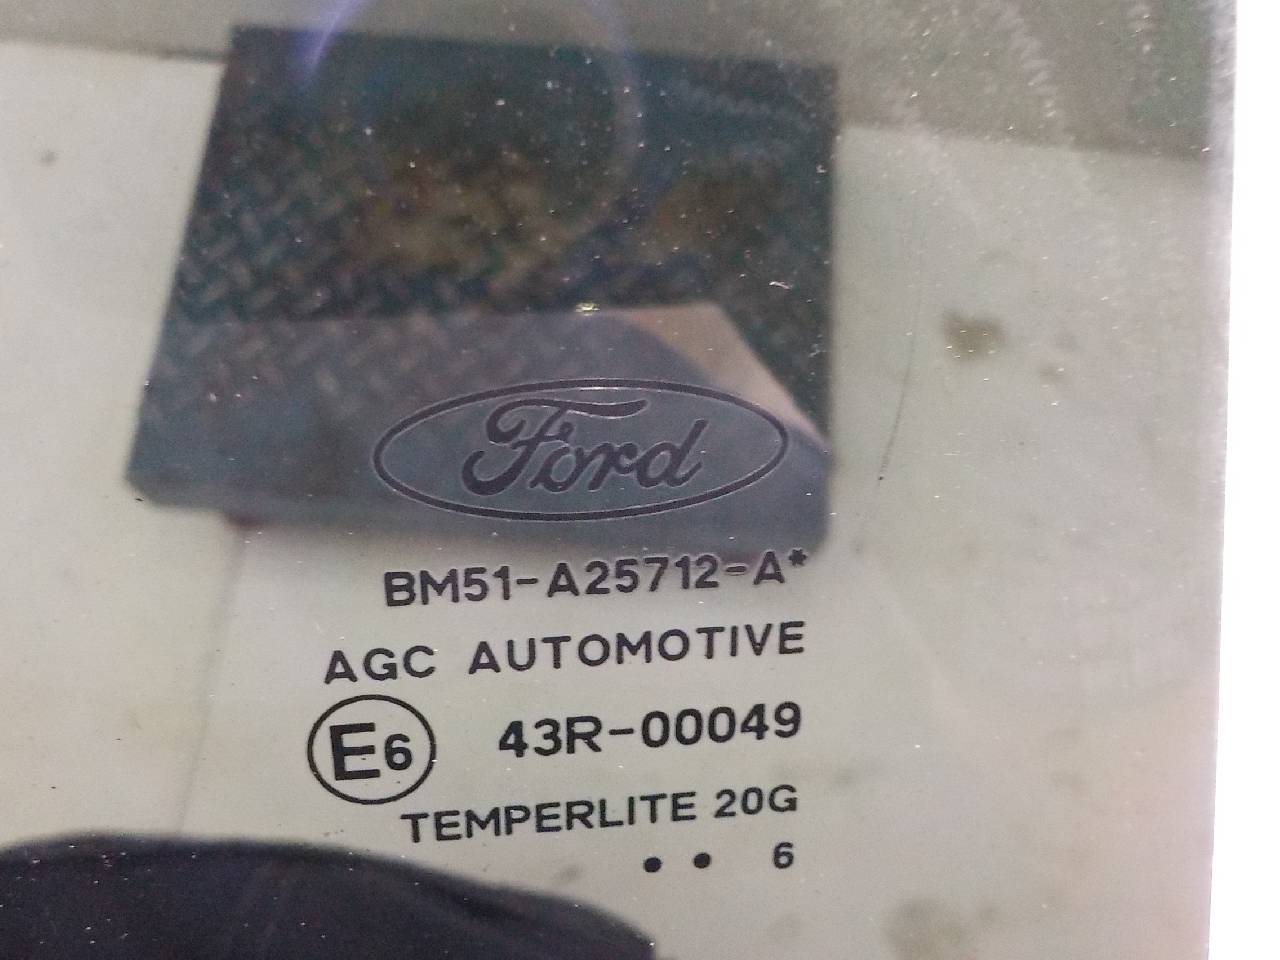 Ford
BM51-A25712-A*
AGC AUTOMOTIVE
E6 43R-00049
TEMPERLITE 20G
• • 6